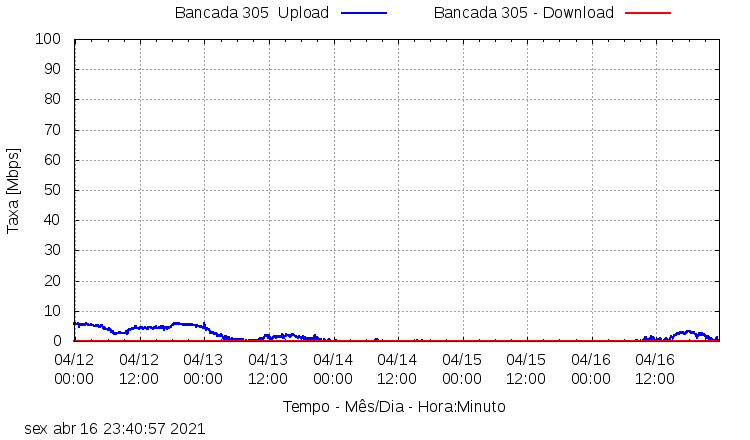 Bancada 305  Upload
Bancada 305 - Download
100
90
80
70
60
50
40
30
20
10
0
Taxa [Mbps]
04/12 04/12 04/13 04/13 04/14 04/14 04/15 04/15 04/16 04/16
00:00 12:00 00:00 12:00 00:00 12:00 00:00 12:00 00:00 12:00
Tempo - Mês/Dia - Hora:Minuto
sex abr 16 23:40:57 2021